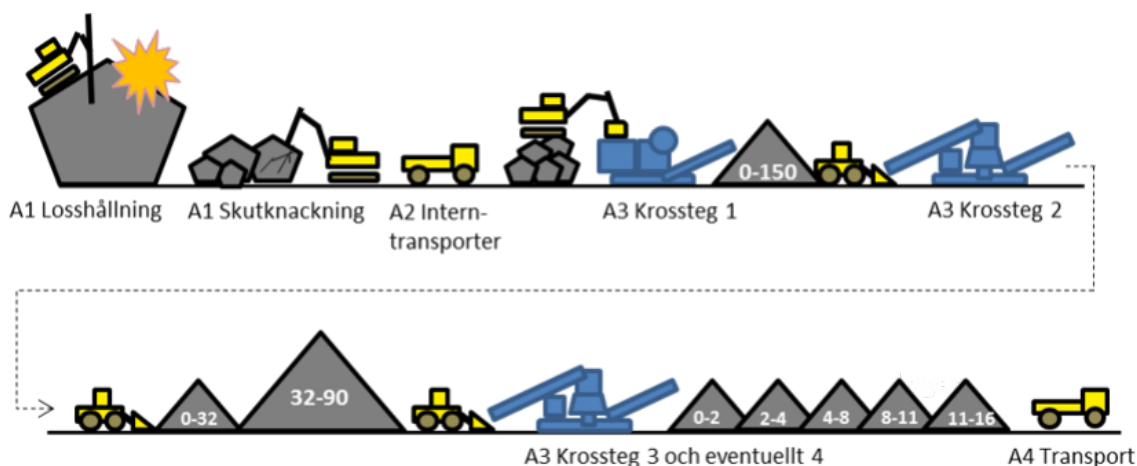 0-150
A1 Losshållning
A1 Skutknackning
A2 Intern-
transporter
A3 Krossteg 1
A3 Krossteg 2
0-32
32-90
0-2
2-4
4-8
8-11
11-16
A3 Krossteg 3 och eventuellt 4
A4 Transport